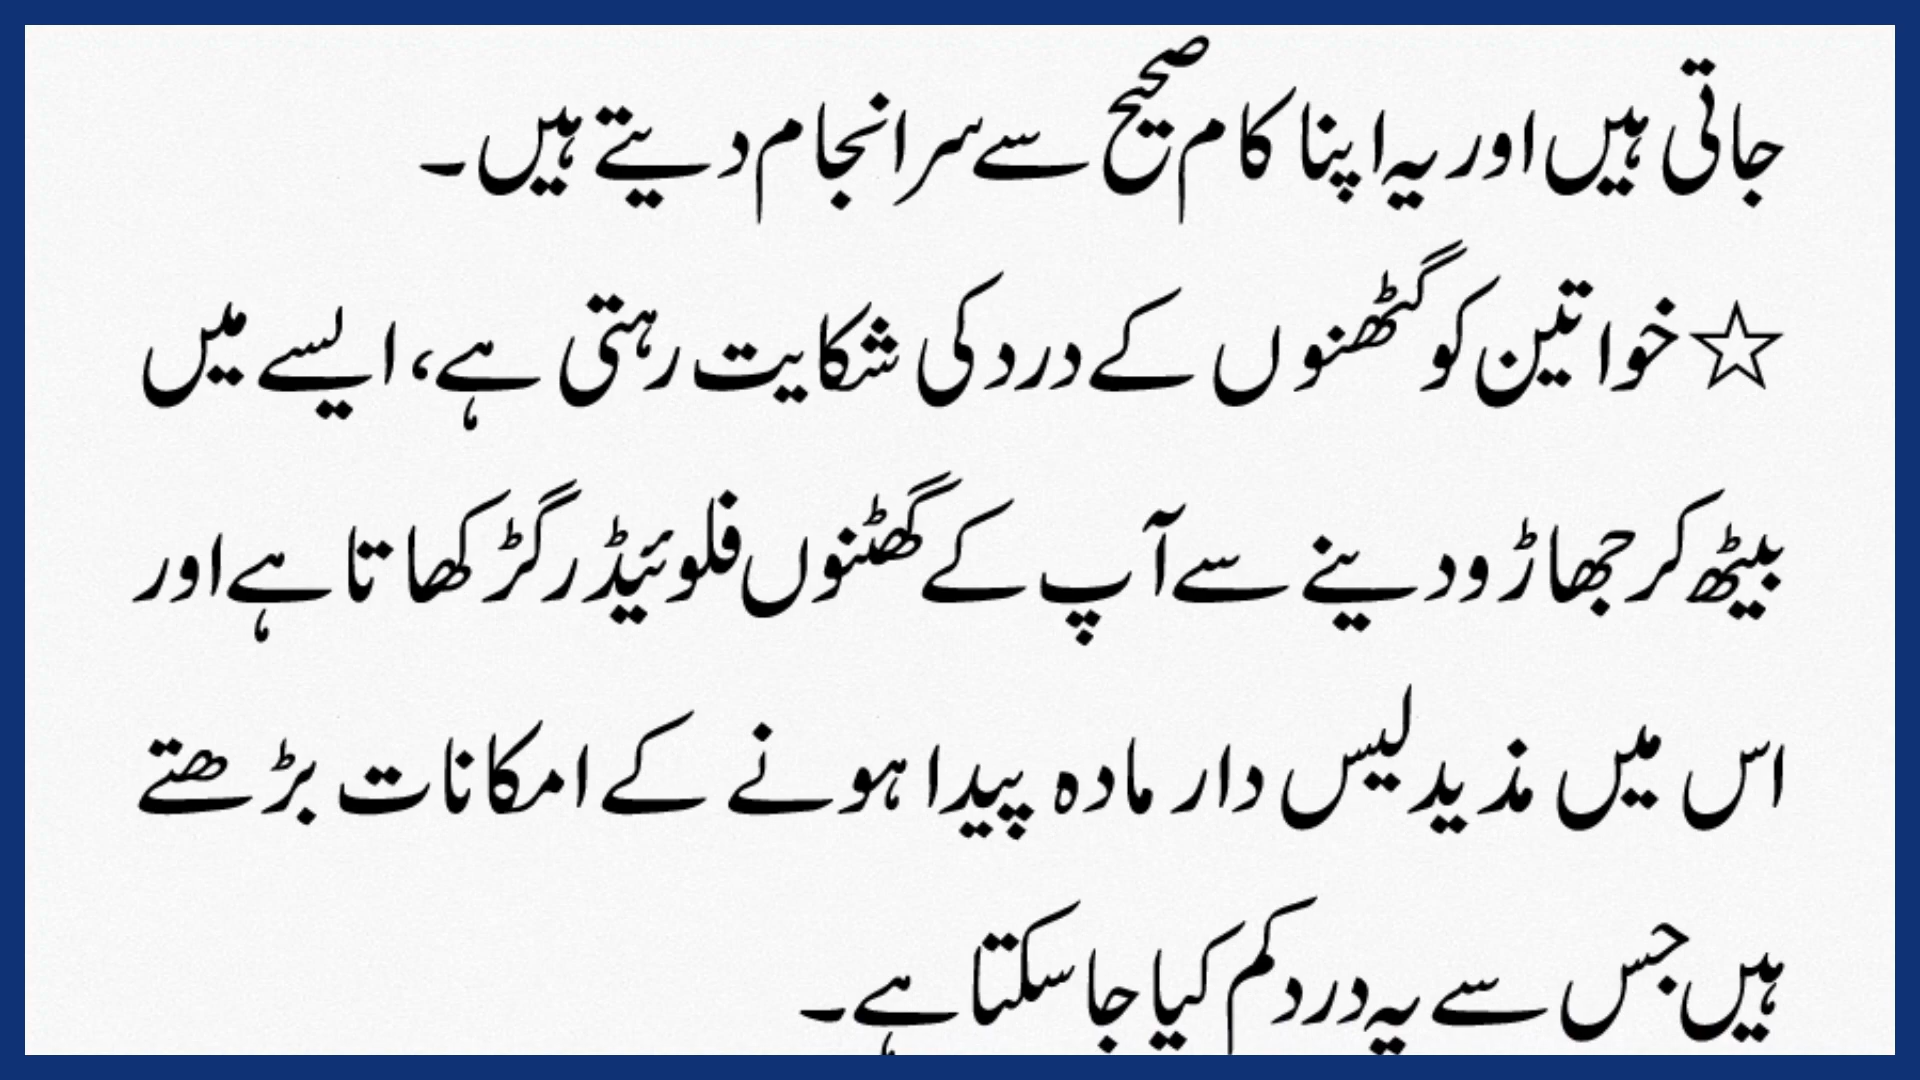 جاتی ہیں اور یہ اپنا کام صحیح سے سرانجام دیتے ہیں۔
☆خواتین کو گٹھنوں کے درد کی شکایت رہتی ہے، ایسے میں
بیٹھ کر جھاڑو دینے سے آپ کے گھٹنوں فلوئیڈ رگڑ کھاتا ہے اور
اس میں مذید لیس دار مادہ پیدا ہونے کے امکانات بڑھتے
ہیں جس سے یہ درد کم کیا جا سکتا ہے۔